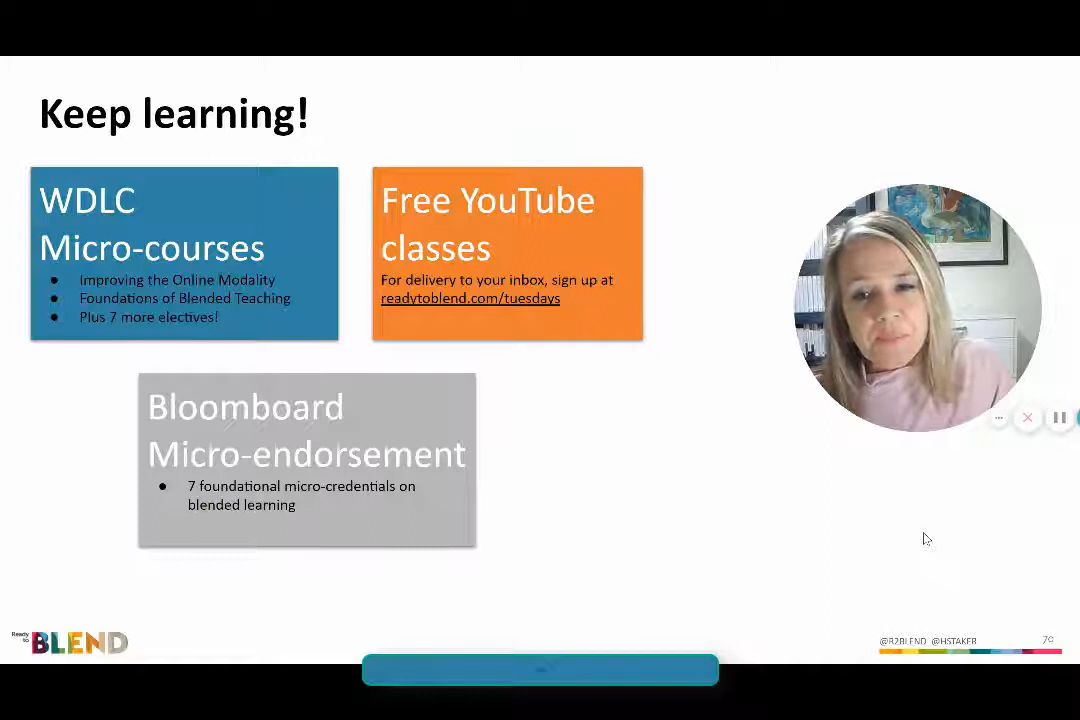 Keep learning!
WDLC
Micro-courses
● Improving the Online Modality
● Foundations of Blended Teaching
● Plus 7 more electives!
Free YouTube
classes
For delivery to your inbox, sign up at
readytoblend.com/tuesdays
Bloomboard
Micro-endorsement
● 7 foundational micro-credentials on
blended learning
Ready
to
BLEND
@R2BLEND @HSTAKER
70